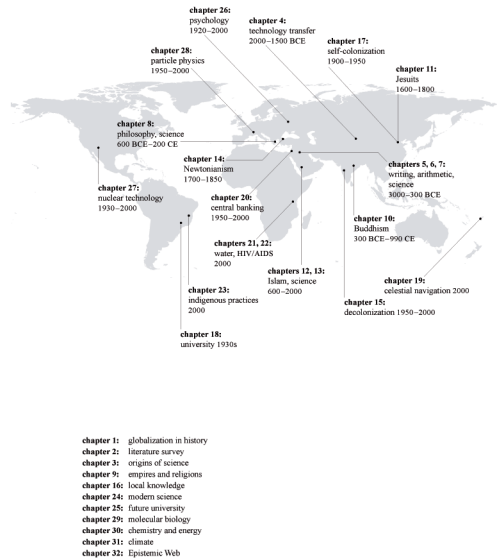 chapter 26:
psychology
1920–2000
chapter 4:
technology transfer
2000–1500 BCE
chapter 17:
self-colonization
1900–1950
chapter 28:
particle physics
1950–2000
chapter 11:
Jesuits
1600–1800
chapter 8:
philosophy, science
600 BCE–200 CE
chapter 14:
Newtonianism
1700–1850
chapters 5, 6, 7:
writing, arithmetic,
science
3000–300 BCE
chapter 27:
nuclear technology
1930–2000
chapter 20:
central banking
1950–2000
chapter 10:
Buddhism
300 BCE–990 CE
chapters 21, 22:
water, HIV/AIDS
2000
chapters 12, 13:
Islam, science
600–2000
chapter 19:
celestial navigation 2000
chapter 23:
indigenous practices
2000
chapter 15:
decolonization 1950–2000
chapter 18:
university 1930s
chapter 1: globalization in history
chapter 2: literature survey
chapter 3: origins of science
chapter 9: empires and religions
chapter 16: local knowledge
chapter 24: modern science
chapter 25: future university
chapter 29: molecular biology
chapter 30: chemistry and energy
chapter 31: climate
chapter 32: Epistemic Web